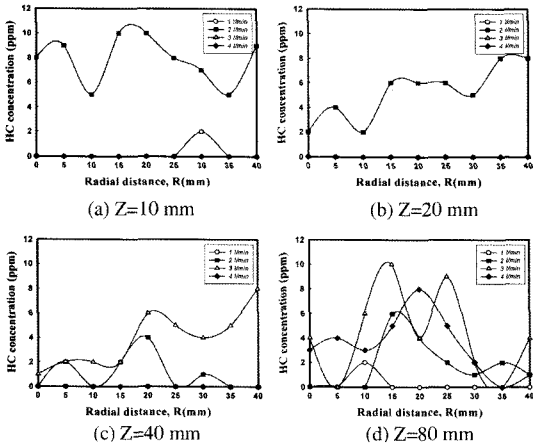 12
10
8
6
4
2
0
HC concentration (ppm)
1 l/min
2 l/min
3 l/min
4 l/min
0 5 10 15 20 25 30 35 40
Radial distance, R(mm)
(a) Z=10 mm
12
10
8
6
4
2
0
HC concentration (ppm)
1 l/min
2 l/min
3 l/min
4 l/min
0 5 10 15 20 25 30 35 40
Radial distance, R(mm)
(b) Z=20 mm
12
10
8
6
4
2
0
HC concentration (ppm)
1 l/min
2 l/min
3 l/min
4 l/min
0 5 10 15 20 25 30 35 40
Radial distance, R(mm)
(c) Z=40 mm
12
10
8
6
4
2
0
HC concentration (ppm)
1 l/min
2 l/min
3 l/min
4 l/min
0 5 10 15 20 25 30 35 40
Radial distance, R(mm)
(d) Z=80 mm